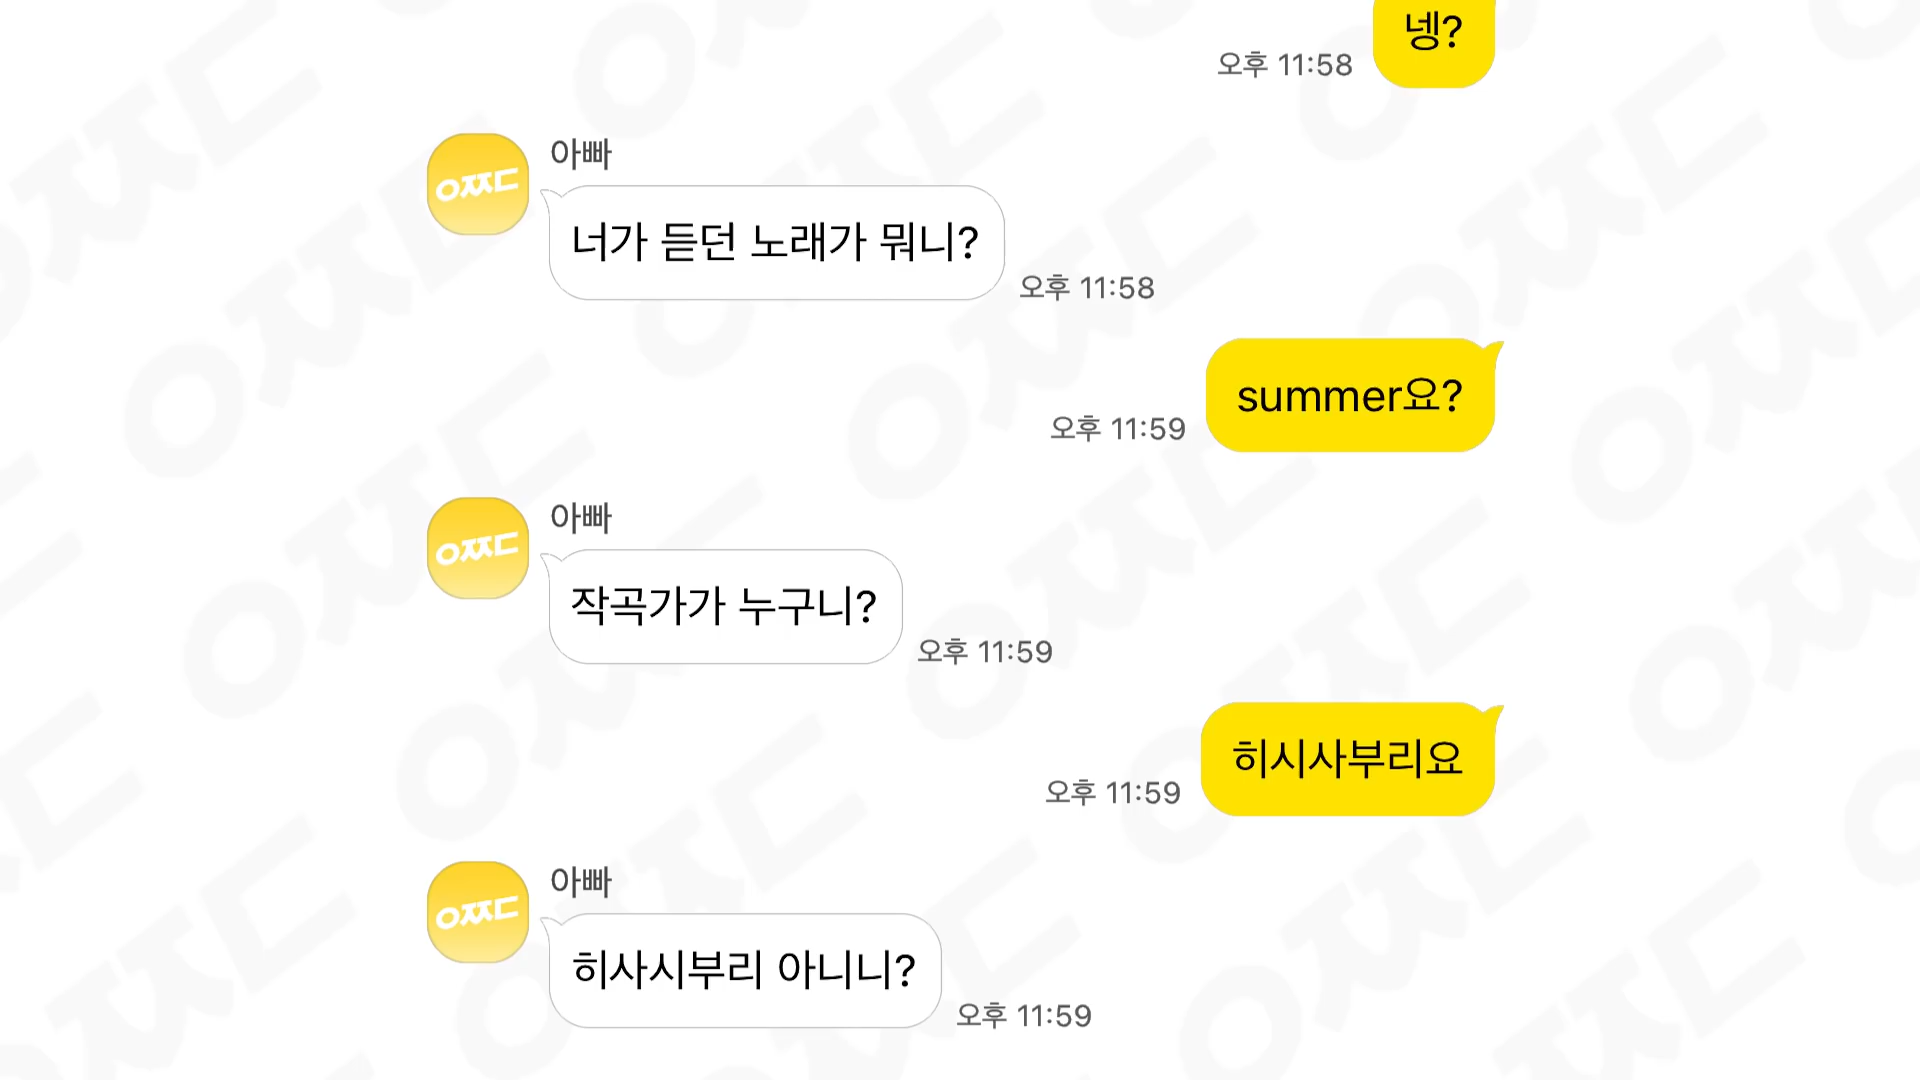 넹?
오후 11:58
아빠
너가 듣던 노래가 뭐니?
오후 11:58
summer요?
오후 11:59
아빠
작곡가가 누구니?
오후 11:59
히시사부리요
오후 11:59
아빠
히사시부리 아니니?
오후 11:59